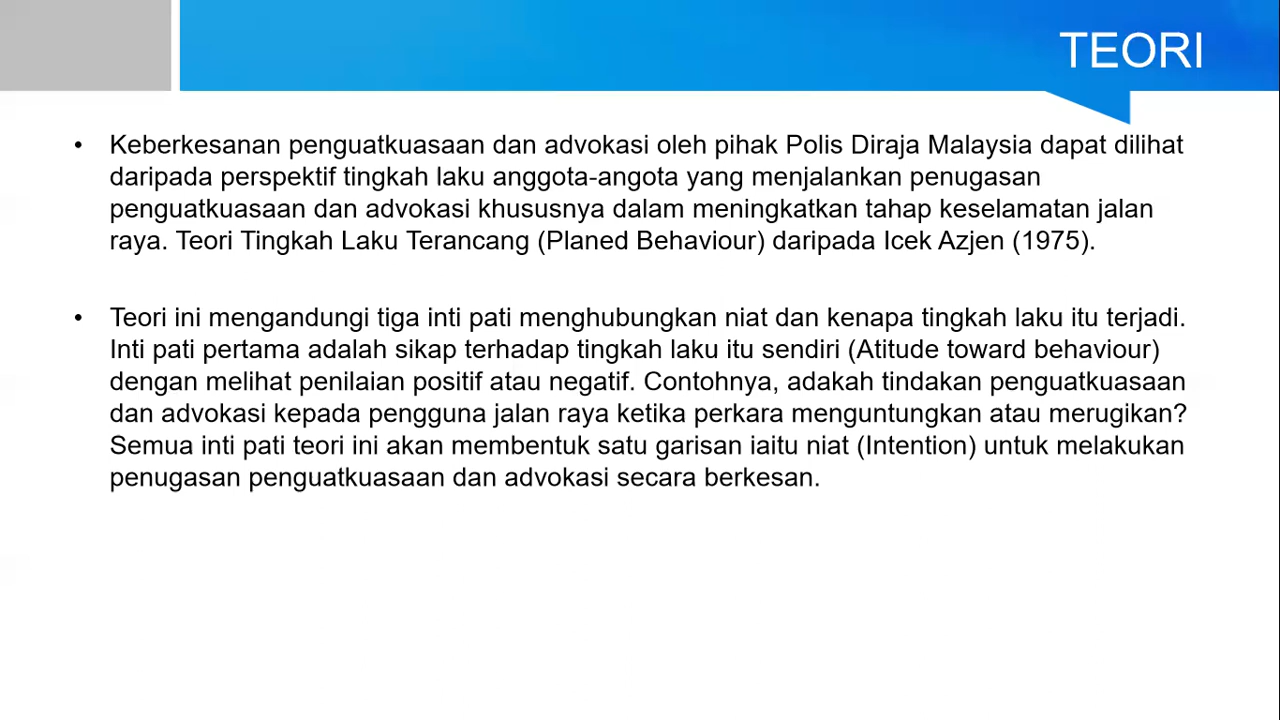 TEORI
• Keberkesanan penguatkuasaan dan advokasi oleh pihak Polis Diraja Malaysia dapat dilihat
daripada perspektif tingkah laku anggota-angota yang menjalankan penugasan
penguatkuasaan dan advokasi khususnya dalam meningkatkan tahap keselamatan jalan
raya. Teori Tingkah Laku Terancang (Planed Behaviour) daripada Icek Azjen (1975).
• Teori ini mengandungi tiga inti pati menghubungkan niat dan kenapa tingkah laku itu terjadi.
Inti pati pertama adalah sikap terhadap tingkah laku itu sendiri (Atitude toward behaviour)
dengan melihat penilaian positif atau negatif. Contohnya, adakah tindakan penguatkuasaan
dan advokasi kepada pengguna jalan raya ketika perkara menguntungkan atau merugikan?
Semua inti pati teori ini akan membentuk satu garisan iaitu niat (Intention) untuk melakukan
penugasan penguatkuasaan dan advokasi secara berkesan.